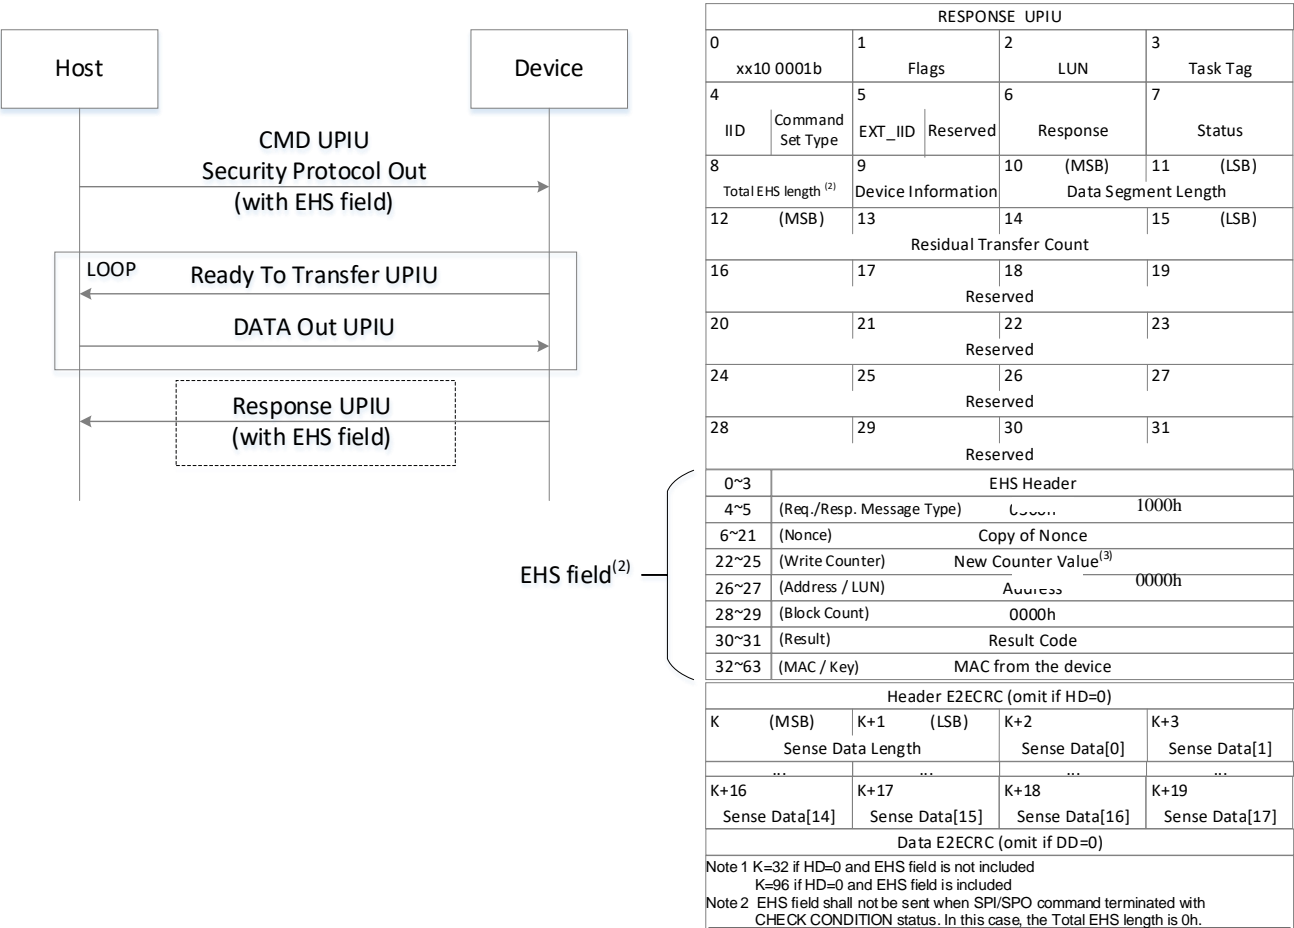 Host
Device
CMD UPIU
Security Protocol Out
(with EHS field)
LOOP
Ready To Transfer UPIU
DATA Out UPIU
Response UPIU
(with EHS field)
EHS field(2)
RESPONSE UPIU
0 1 2 3
xx10 0001b Flags LUN Task Tag
4 5 6 7
IID Command Set Type EXT_IID Reserved Response Status
8 9 10 (MSB) 11 (LSB)
Total EHS length (2) Device Information Data Segment Length
12 (MSB) 13 14 15 (LSB)
Residual Transfer Count
16 17 18 19
Reserved
20 21 22 23
Reserved
24 25 26 27
Reserved
28 29 30 31
Reserved
0~3 EHS Header
4~5 (Req./Resp. Message Type) 1000h
6~21 (Nonce) Copy of Nonce
22~25 (Write Counter) New Counter Value(3)
26~27 (Address / LUN) Address 0000h
28~29 (Block Count) 0000h
30~31 (Result) Result Code
32~63 (MAC / Key) MAC from the device
Header E2ECRC (omit if HD=0)
K (MSB) K+1 (LSB) K+2 K+3
Sense Data Length Sense Data[0] Sense Data[1]
... ... ... ...
K+16 K+17 K+18 K+19
Sense Data[14] Sense Data[15] Sense Data[16] Sense Data[17]
Data E2ECRC (omit if DD=0)
Note 1 K=32 if HD=0 and EHS field is not included
K=96 if HD=0 and EHS field is included
Note 2 EHS field shall not be sent when SPI/SPO command terminated with
CHECK CONDITION status. In this case, the Total EHS length is 0h.